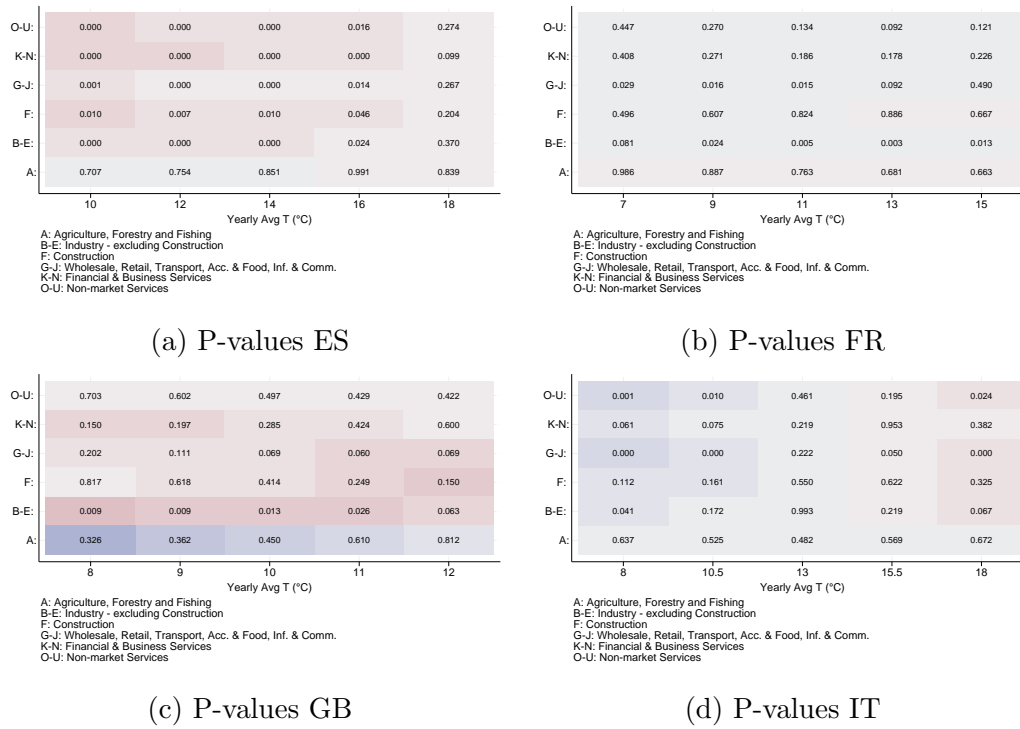 O-U: 0.000 0.000 0.000 0.016 0.274
K-N: 0.000 0.000 0.000 0.000 0.099
G-J: 0.001 0.000 0.000 0.014 0.267
F: 0.010 0.007 0.010 0.046 0.204
B-E: 0.000 0.000 0.000 0.024 0.370
A: 0.707 0.754 0.851 0.991 0.839
10 12 14 16 18
Yearly Avg T (°C)
A: Agriculture, Forestry and Fishing
B-E: Industry - excluding Construction
F: Construction
G-J: Wholesale, Retail, Transport, Acc. & Food, Inf. & Comm.
K-N: Financial & Business Services
O-U: Non-market Services
(a) P-values ES
O-U: 0.447 0.270 0.134 0.092 0.121
K-N: 0.408 0.271 0.186 0.178 0.226
G-J: 0.029 0.016 0.015 0.092 0.490
F: 0.496 0.607 0.824 0.886 0.667
B-E: 0.081 0.024 0.005 0.003 0.013
A: 0.986 0.887 0.763 0.681 0.663
7 9 11 13 15
Yearly Avg T (°C)
A: Agriculture, Forestry and Fishing
B-E: Industry - excluding Construction
F: Construction
G-J: Wholesale, Retail, Transport, Acc. & Food, Inf. & Comm.
K-N: Financial & Business Services
O-U: Non-market Services
(b) P-values FR
O-U: 0.703 0.602 0.497 0.429 0.422
K-N: 0.150 0.197 0.285 0.424 0.600
G-J: 0.202 0.111 0.069 0.060 0.069
F: 0.817 0.618 0.414 0.249 0.150
B-E: 0.009 0.009 0.013 0.026 0.063
A: 0.326 0.362 0.450 0.610 0.812
8 9 10 11 12
Yearly Avg T (°C)
A: Agriculture, Forestry and Fishing
B-E: Industry - excluding Construction
F: Construction
G-J: Wholesale, Retail, Transport, Acc. & Food, Inf. & Comm.
K-N: Financial & Business Services
O-U: Non-market Services
(c) P-values GB
O-U: 0.001 0.010 0.461 0.195 0.024
K-N: 0.061 0.075 0.219 0.953 0.382
G-J: 0.000 0.000 0.222 0.050 0.000
F: 0.112 0.161 0.550 0.622 0.325
B-E: 0.041 0.172 0.993 0.219 0.067
A: 0.637 0.525 0.482 0.569 0.672
8 10.5 13 15.5 18
Yearly Avg T (°C)
A: Agriculture, Forestry and Fishing
B-E: Industry - excluding Construction
F: Construction
G-J: Wholesale, Retail, Transport, Acc. & Food, Inf. & Comm.
K-N: Financial & Business Services
O-U: Non-market Services
(d) P-values IT